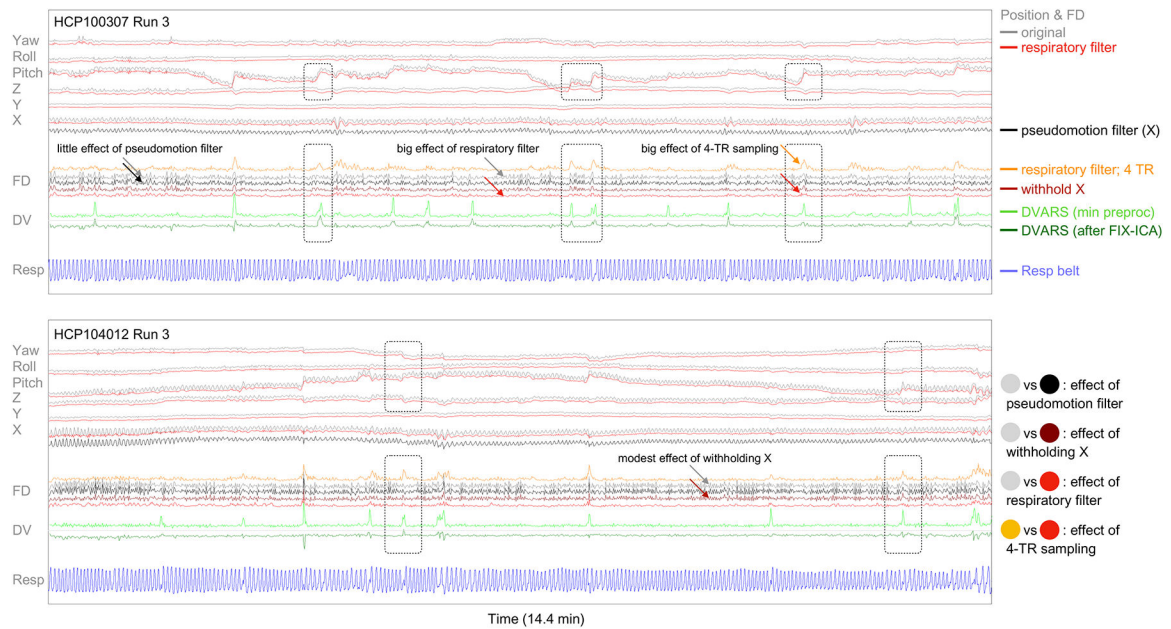 HCP100307 Run 3
Yaw
Roll
Pitch
Z
Y
X
little effect of pseudomotion filter
big effect of respiratory filter
big effect of 4-TR sampling
FD
DV
Resp
Position & FD
original
respiratory filter
pseudomotion filter (X)
respiratory filter; 4 TR
withhold X
DVARS (min preproc)
DVARS (after FIX-ICA)
Resp belt
HCP104012 Run 3
Yaw
Roll
Pitch
Z
Y
X
modest effect of withholding X
FD
DV
Resp
Time (14.4 min)
vs : effect of
pseudomotion filter
vs : effect of
withholding X
vs : effect of
respiratory filter
vs : effect of
4-TR sampling